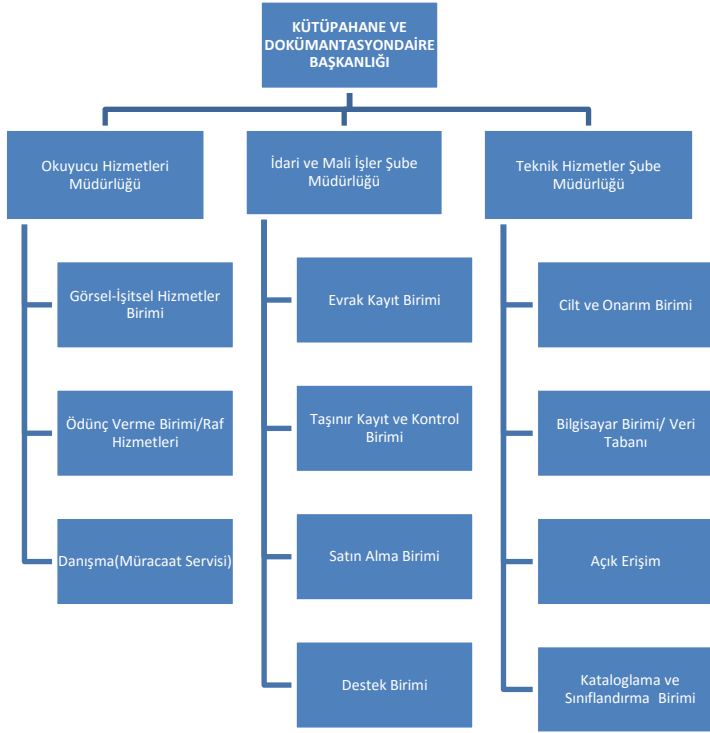 KÜTÜPAHANE VE
DOKÜMANTASYONDAİRE
BAŞKANLIĞI
Okuyucu Hizmetleri
Müdürlüğü
Görsel-İşitsel Hizmetler
Birimi
Ödünç Verme Birimi/Raf
Hizmetleri
Danışma(Müracaat Servisi)
İdari ve Mali İşler Şube
Müdürlüğü
Evrak Kayıt Birimi
Taşınır Kayıt ve Kontrol
Birimi
Satın Alma Birimi
Destek Birimi
Teknik Hizmetler Şube
Müdürlüğü
Cilt ve Onarım Birimi
Bilgisayar Birimi/ Veri
Tabanı
Açık Erişim
Kataloglama ve
Sınıflandırma  Birimi